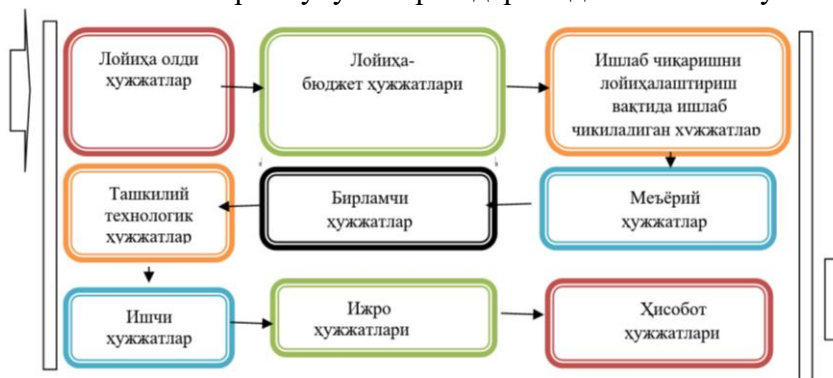 Лойиҳа олди
ҳужжатлар
Лойиҳа-
бюджет ҳужжатлари
Ишлаб чиқаришни
лойиҳалаштириш
вақтида ишлаб
чиқиладиган ҳужжатлар
Ташкилий
технологик
ҳужжатлар
Бирламчи
ҳужжатлар
Меъёрий
ҳужжатлар
Ишчи
ҳужжатлар
Ижро
ҳужжатлари
Ҳисобот
ҳужжатлари